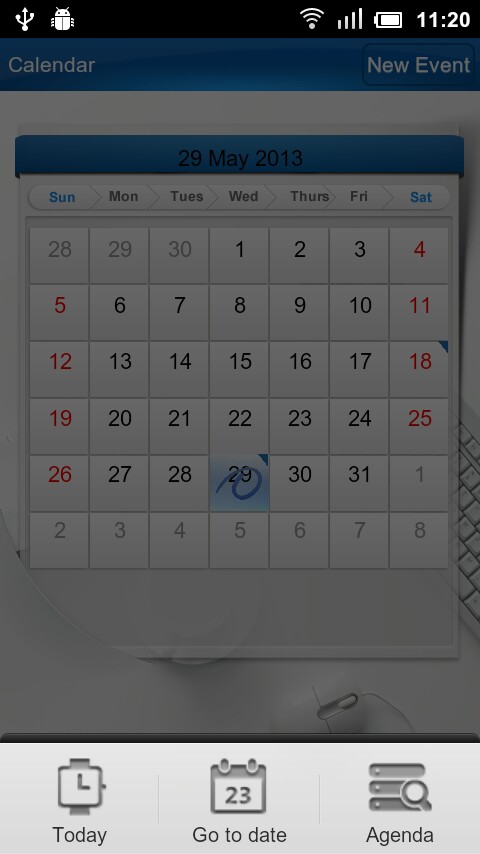 11:20
Calendar New Event
29 May 2013
Sun Mon Tues Wed Thurs Fri Sat
28 29 30 1 2 3 4
5 6 7 8 9 10 11
12 13 14 15 16 17 18
19 20 21 22 23 24 25
26 27 28 29 30 31 1
2 3 4 5 6 7 8
23
Today Go to date Agenda